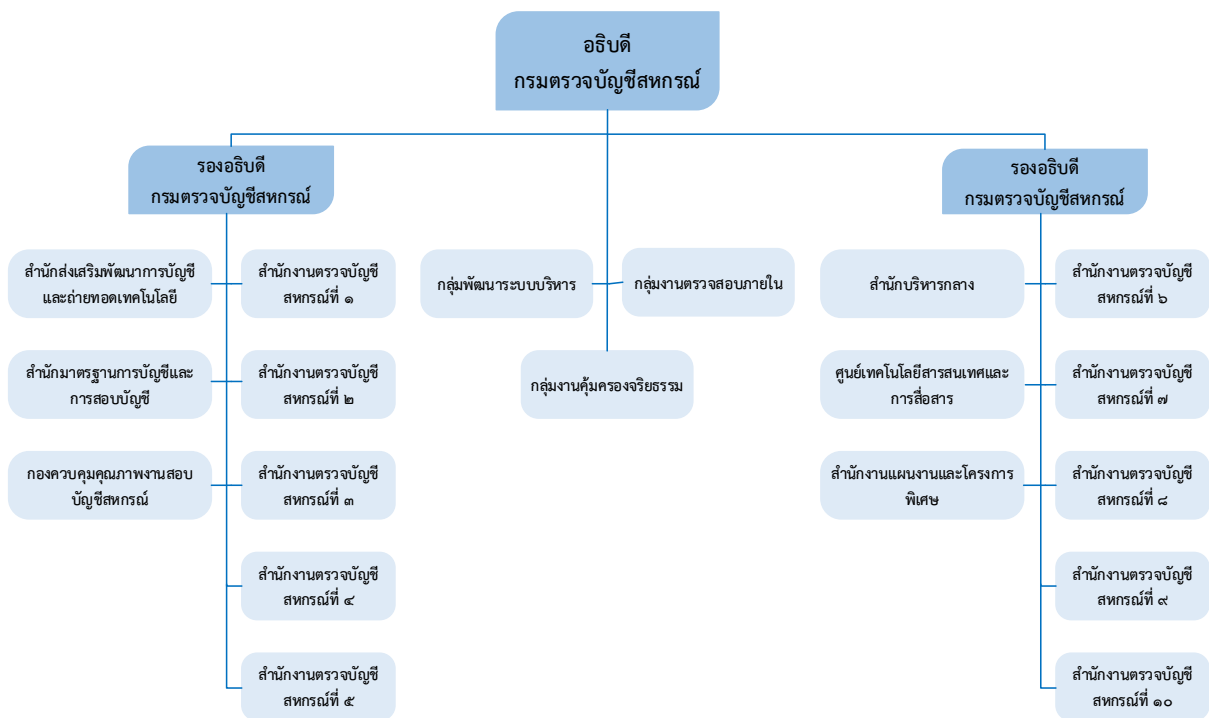 อธิบดี
กรมตรวจบัญชีสหกรณ์
รองอธิบดี
กรมตรวจบัญชีสหกรณ์
สำนักส่งเสริมพัฒนาการบัญชี
และถ่ายทอดเทคโนโลยี
สำนักงานตรวจบัญชี
สหกรณ์ที่ ๑
สำนักมาตรฐานการบัญชีและ
การสอบบัญชี
สำนักงานตรวจบัญชี
สหกรณ์ที่ ๒
กองควบคุมคุณภาพงานสอบ
บัญชีสหกรณ์
สำนักงานตรวจบัญชี
สหกรณ์ที่ ๓
สำนักงานตรวจบัญชี
สหกรณ์ที่ ๔
สำนักงานตรวจบัญชี
สหกรณ์ที่ ๕
กลุ่มพัฒนาระบบบริหาร
กลุ่มงานตรวจสอบภายใน
กลุ่มงานคุ้มครองจริยธรรม
รองอธิบดี
กรมตรวจบัญชีสหกรณ์
สำนักบริหารกลาง
สำนักงานตรวจบัญชี
สหกรณ์ที่ ๖
ศูนย์เทคโนโลยีสารสนเทศและ
การสื่อสาร
สำนักงานตรวจบัญชี
สหกรณ์ที่ ๗
สำนักงานแผนงานและโครงการ
พิเศษ
สำนักงานตรวจบัญชี
สหกรณ์ที่ ๘
สำนักงานตรวจบัญชี
สหกรณ์ที่ ๙
สำนักงานตรวจบัญชี
สหกรณ์ที่ ๑๐